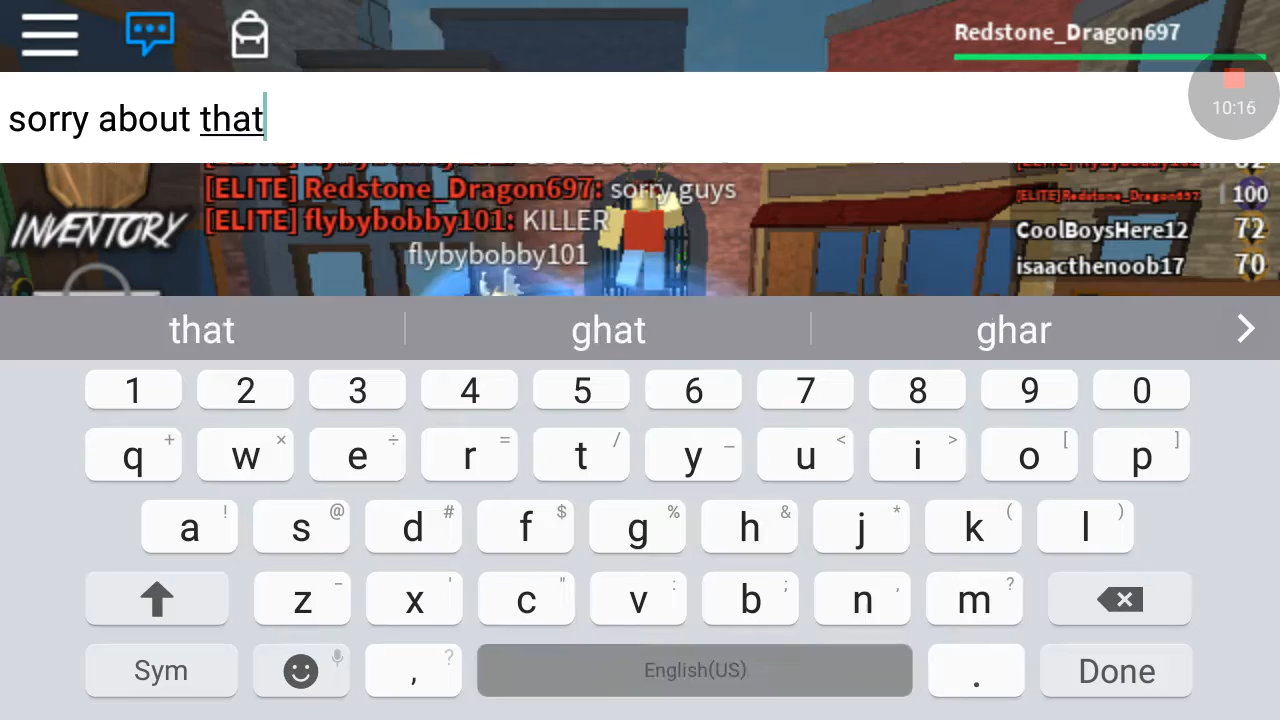 Redstone_Dragon697
10:16
sorry about that
[ELITE] Redstone_Dragon697: sorry guys
[ELITE] flybybobby101: KILLER
flybybobby101
INVENTORY
[ELITE] Redstone_Dragon697 100
CoolBoysHere12 72
isaacthenoob17 70
that ghat ghar
1 2 3 4 5 6 7 8 9 0
q + w × e ÷ r = t / y _ u < i > o [ p ]
a ! s @ d # f $ g % h & j * k ( l )
z - x ' c " v : b ; n , m ?
Sym , ? English(US) . Done